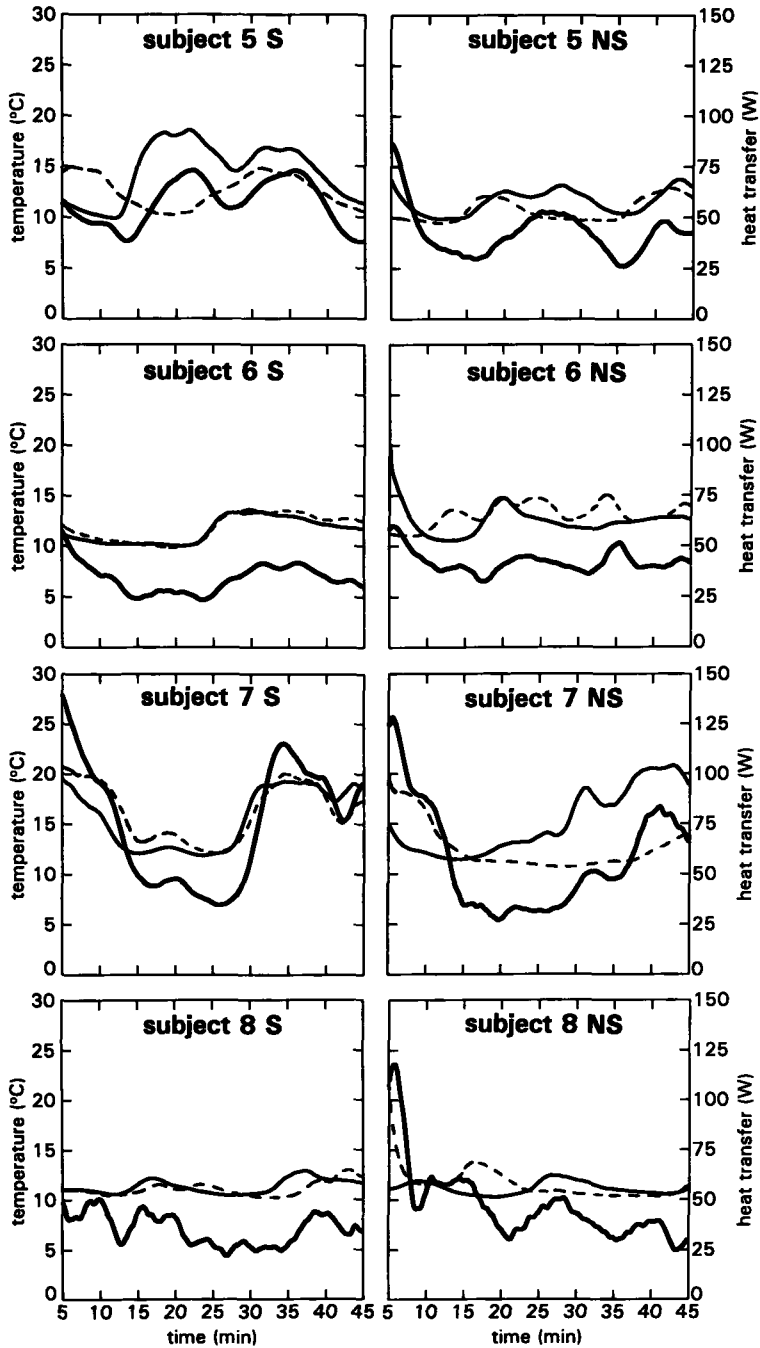 subject 5 S
30
25
20
15
10
5
0
temperature (ºC)
subject 5 NS
150
125
100
75
50
25
0
heat transfer (W)
subject 6 S
30
25
20
15
10
5
0
temperature (ºC)
subject 6 NS
150
125
100
75
50
25
0
heat transfer (W)
subject 7 S
30
25
20
15
10
5
0
temperature (ºC)
subject 7 NS
150
125
100
75
50
25
0
heat transfer (W)
subject 8 S
30
25
20
15
10
5
0
temperature (ºC)
5 10 15 20 25 30 35 40 45
time (min)
subject 8 NS
150
125
100
75
50
25
0
heat transfer (W)
5 10 15 20 25 30 35 40 45
time (min)